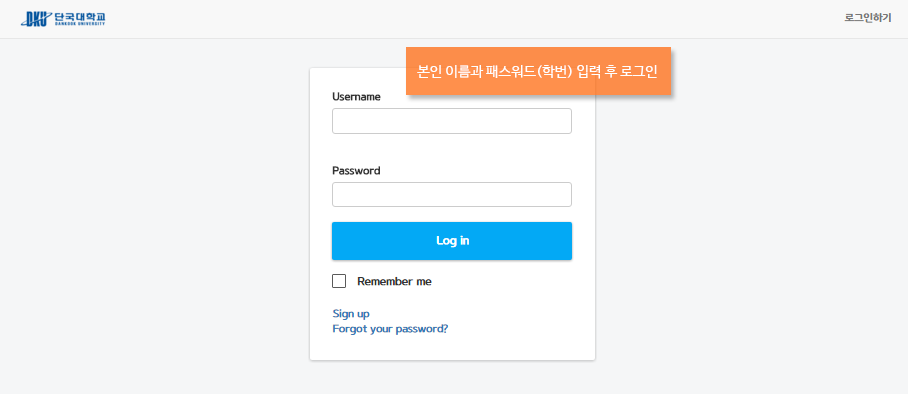 DKU 단국대학교
DANKOOK UNIVERSITY
로그인하기
본인 이름과 패스워드(학번) 입력 후 로그인
Username
Password
Log in
Remember me
Sign up
Forgot your password?